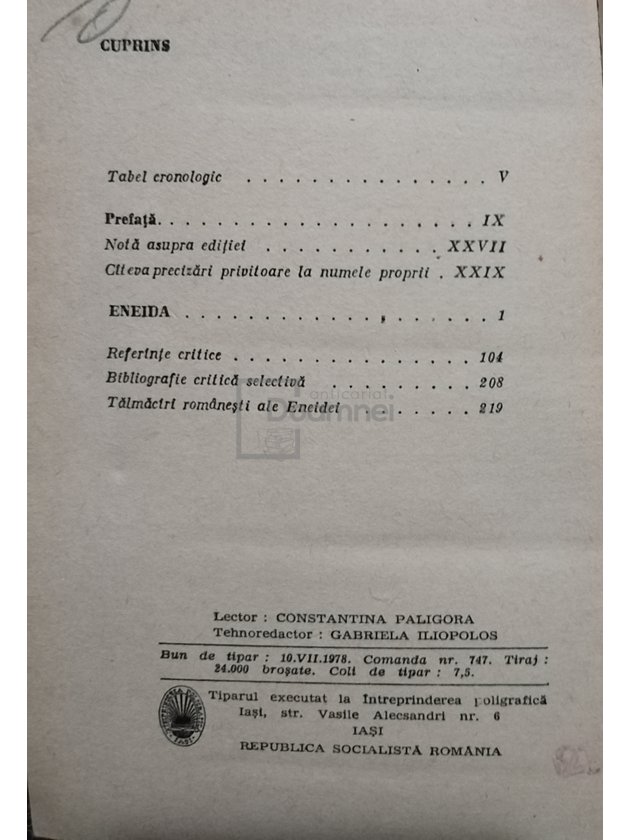 CUPRINS
Tabel cronologic . . . . . . . . . . . . . . . V
Prefață. . . . . . . . . . . . . . . . . . . . IX
Notă asupra ediției . . . . . . . . . . . XXVII
Cîteva precizări privitoare la numele proprii . XXIX
ENEIDA . . . . . . . . . . . . . . . . . . 1
Referințe critice . . . . . . . . . . . . . . . 104
Bibliografie critică selectivă . . . . . . . . . 208
anticariat
Doamnei
Tălmăciri românești ale Eneidei . . . . . . . 219
Lector : CONSTANTINA PALIGORA
Tehnoredactor : GABRIELA ILIOPOLOS
Bun de tipar : 10.VII.1978. Comanda nr. 747. Tiraj :
24.000 broșate. Coli de tipar : 7,5.
Tiparul executat la Întreprinderea poligrafică
Iași, str. Vasile Alecsandri nr. 6
IAȘI
REPUBLICA SOCIALISTĂ ROMÂNIA